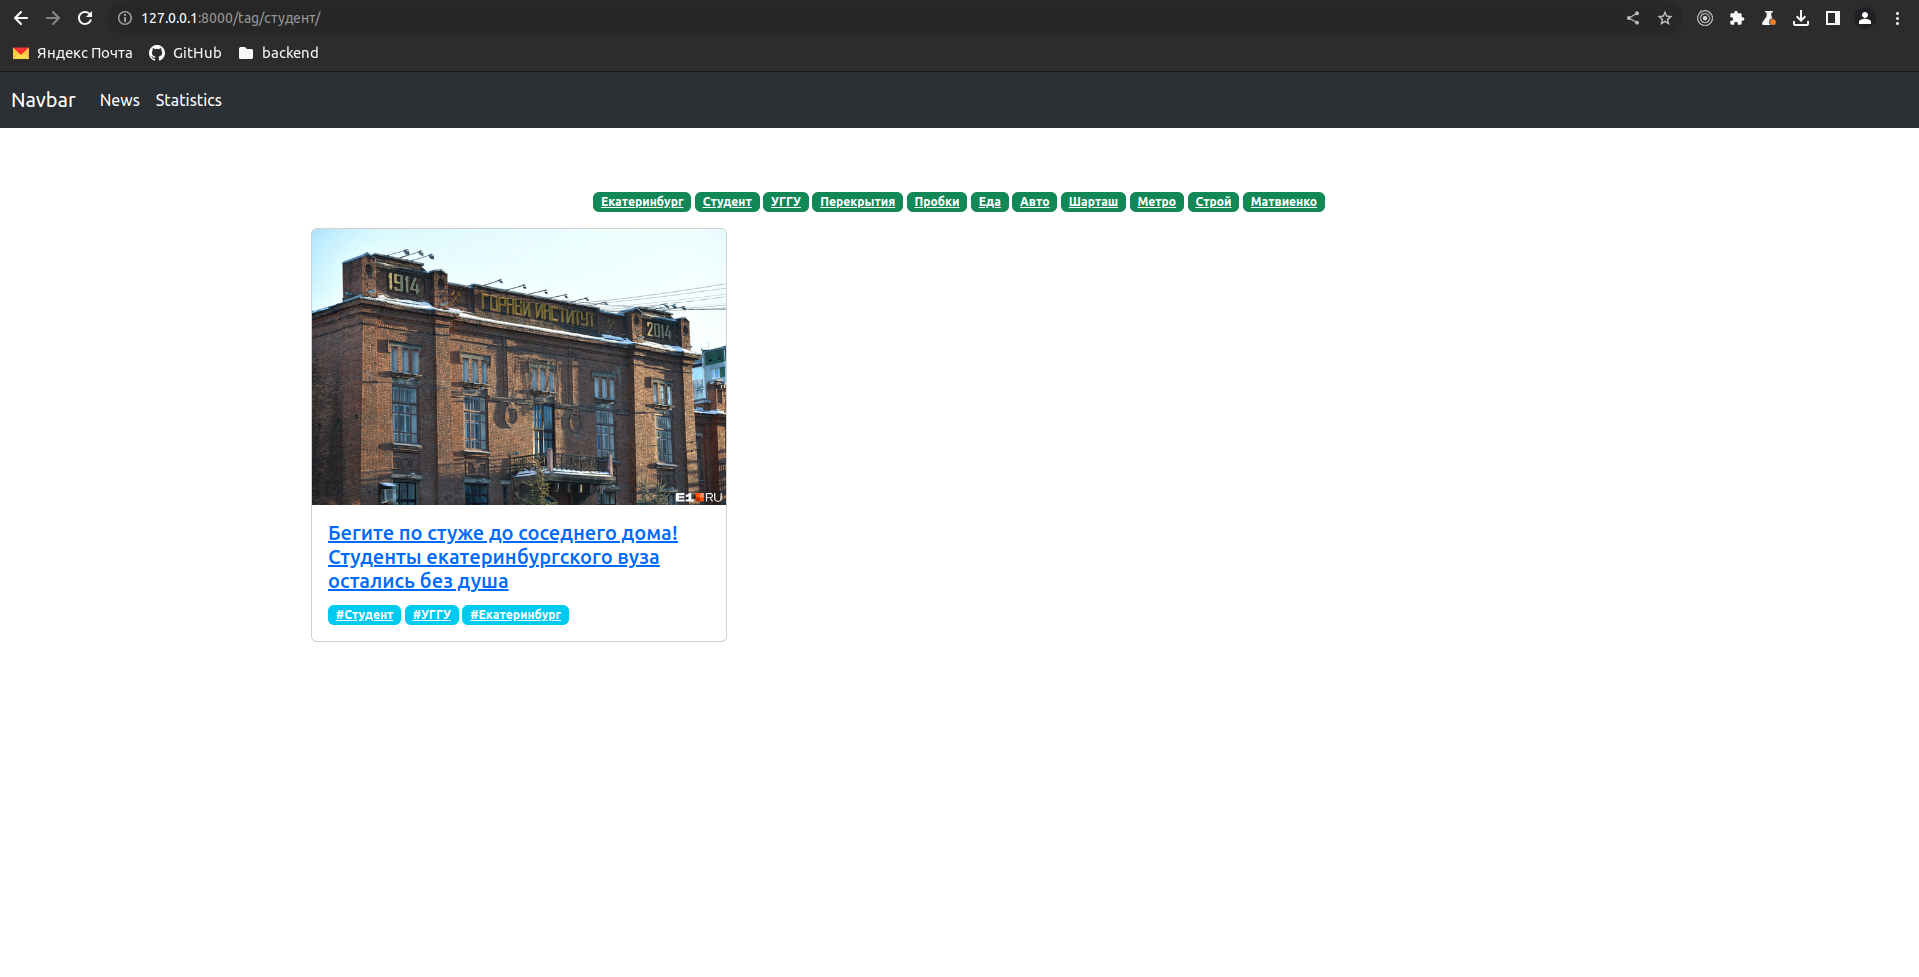 127.0.0.1:8000/tag/студент/
Яндекс Почта GitHub backend
Navbar News Statistics
Екатеринбург Студент УГГУ Перекрытия Пробки Еда Авто Шарташ Метро Строй Матвиенко
1914
ГОРНЫЙ ИНСТИТУТ
2014
E1.RU
Бегите по стуже до соседнего дома!
Студенты екатеринбургского вуза
остались без душа
#Студент #УГГУ #Екатеринбург